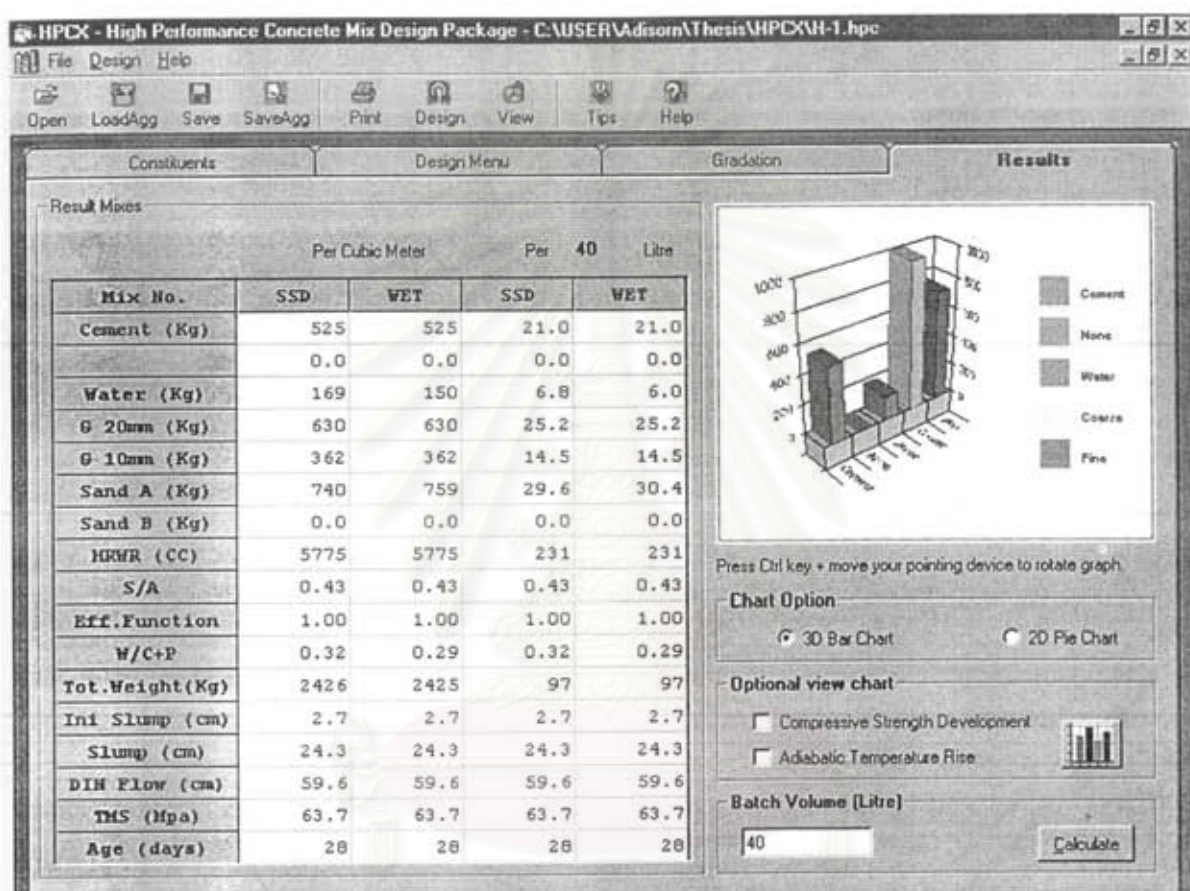 HPCX - High Performance Concrete Mix Design Package - C:\USER\Adisorn\Thesis\HPCX\H-1.hpc
File Design Help
Open LoadAgg Save SaveAgg Print Design View Tips Help
Constituents Design Menu Gradation Results
Result Mixes
Per Cubic Meter Per 40 Litre
Mix No. SSD WET SSD WET
Cement (Kg) 525 525 21.0 21.0
0.0 0.0 0.0 0.0
Water (Kg) 169 150 6.8 6.0
G 20mm (Kg) 630 630 25.2 25.2
G 10mm (Kg) 362 362 14.5 14.5
Sand A (Kg) 740 759 29.6 30.4
Sand B (Kg) 0.0 0.0 0.0 0.0
HRWR (CC) 5775 5775 231 231
S/A 0.43 0.43 0.43 0.43
Eff.Function 1.00 1.00 1.00 1.00
W/C+P 0.32 0.29 0.32 0.29
Tot.Weight(Kg) 2426 2425 97 97
Ini Slump (cm) 2.7 2.7 2.7 2.7
Slump (cm) 24.3 24.3 24.3 24.3
DIN Flow (cm) 59.6 59.6 59.6 59.6
TMS (Mpa) 63.7 63.7 63.7 63.7
Age (days) 28 28 28 28
1000
800
600
400
200
Cement
None
Water
Coarse
Fine
Press Ctrl key + move your pointing device to rotate graph.
Chart Option
3D Bar Chart 2D Pie Chart
Optional view chart
Compressive Strength Development
Adiabatic Temperature Rise
Batch Volume [Litre]
40 Calculate